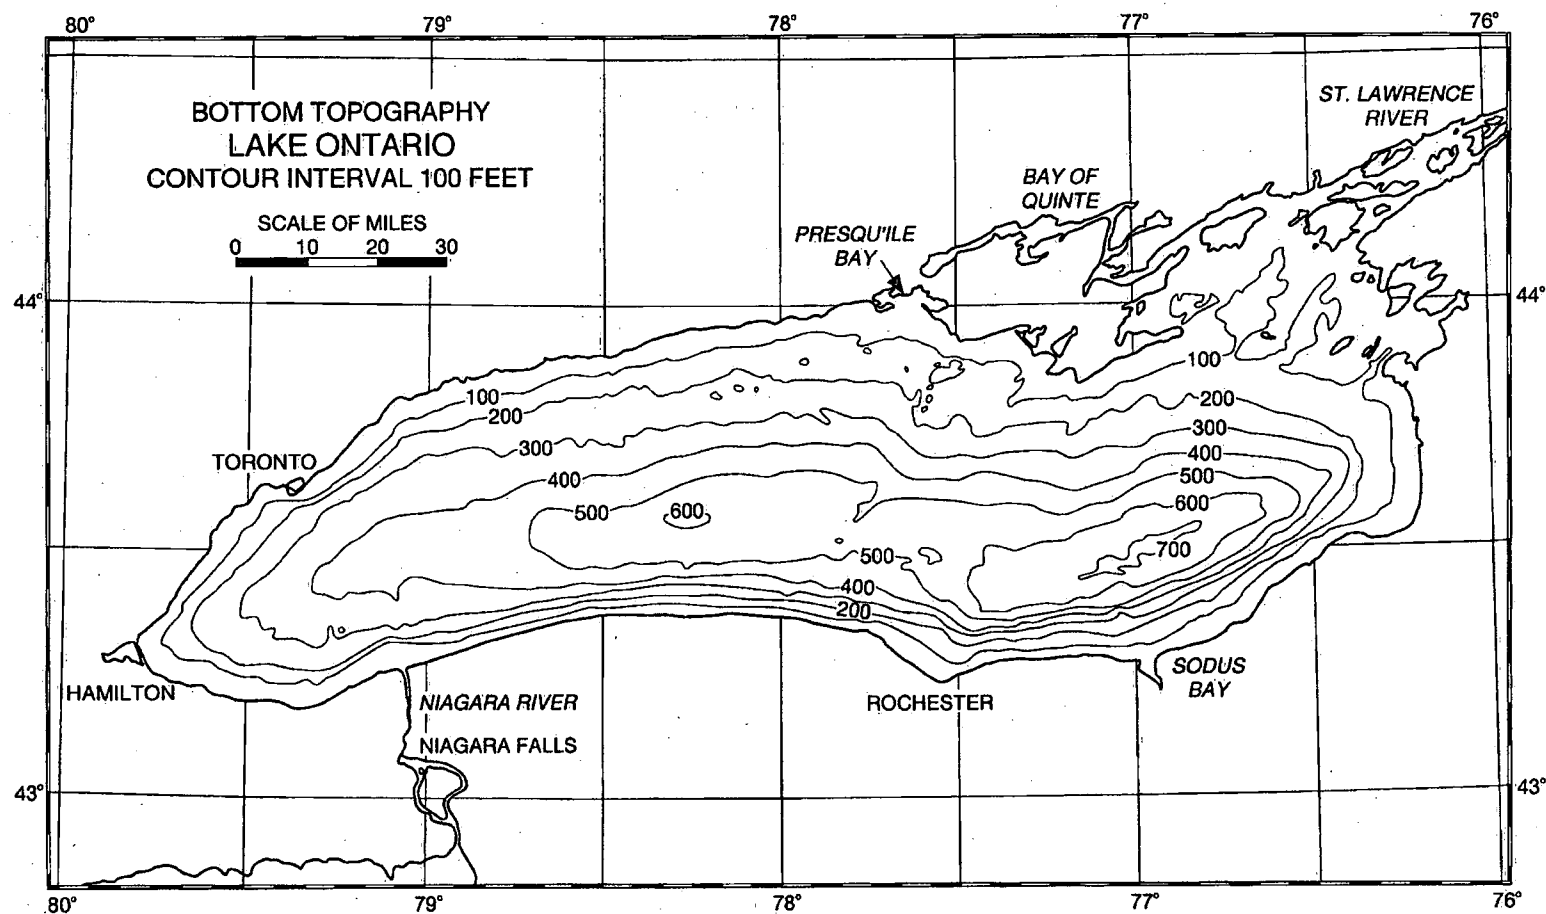 80° 79° 78° 77° 76°
BOTTOM TOPOGRAPHY
LAKE ONTARIO
CONTOUR INTERVAL 100 FEET
SCALE OF MILES
0 10 20 30
ST. LAWRENCE
RIVER
BAY OF
QUINTE
PRESQU'ILE
BAY
44° 44°
100
100
200
200
300
300
400
400
500
500
600
600
700
500
400
200
TORONTO
HAMILTON
NIAGARA RIVER
NIAGARA FALLS
ROCHESTER
SODUS
BAY
43° 43°
80° 79° 78° 77° 76°